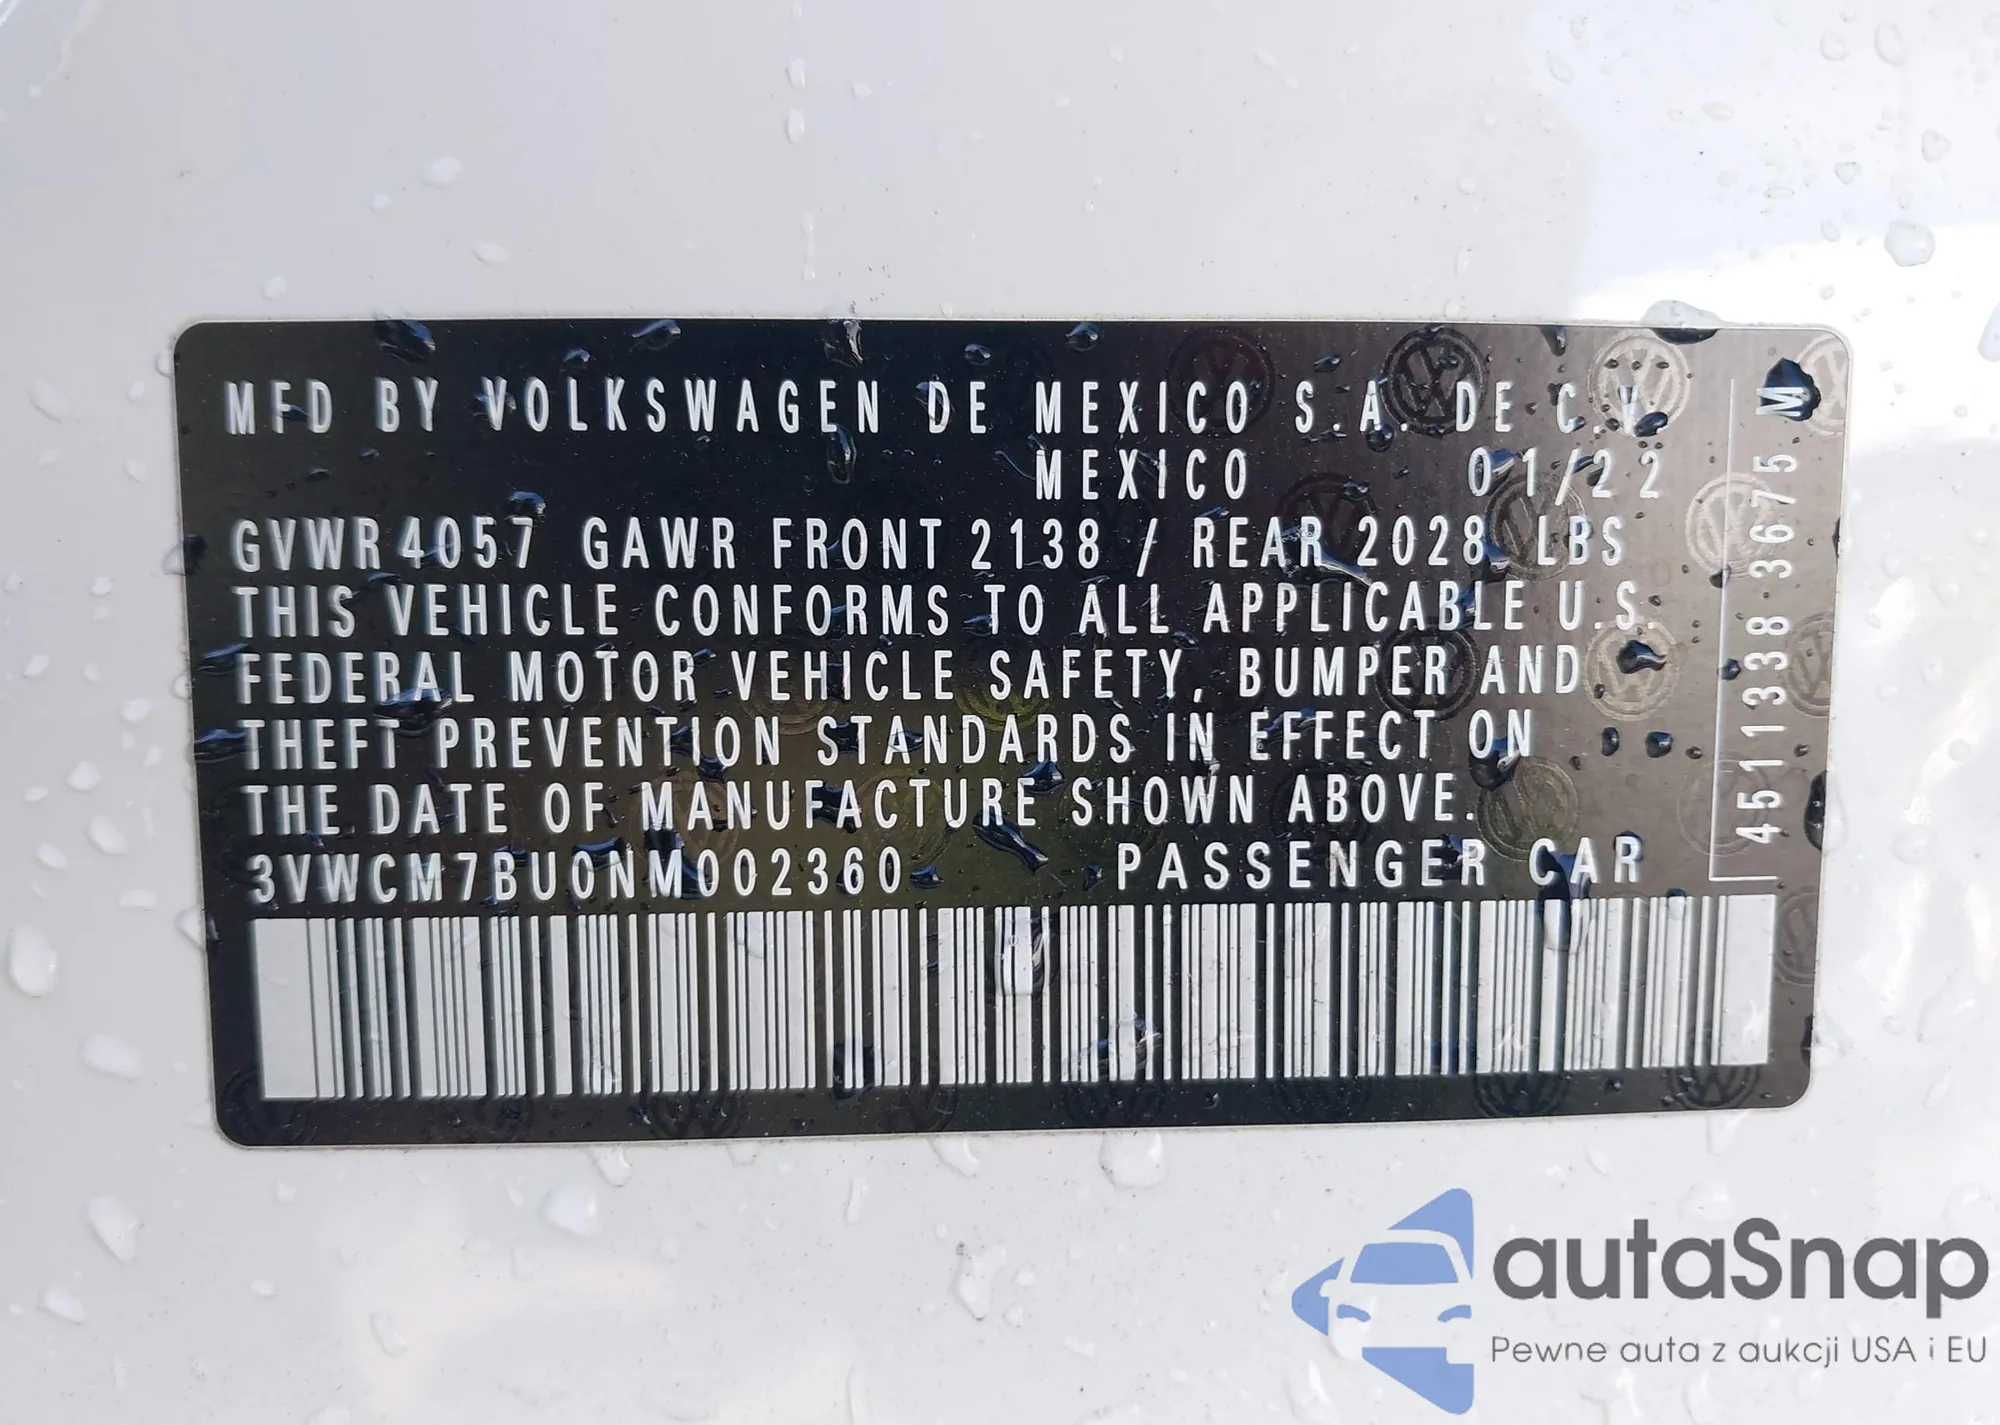 MFD BY VOLKSWAGEN DE MEXICO S.A. DE C.V
MEXICO 01/22
GVWR 4057 GAWR FRONT 2138 / REAR 2028 LBS
THIS VEHICLE CONFORMS TO ALL APPLICABLE U.S.
FEDERAL MOTOR VEHICLE SAFETY, BUMPER AND
THEFT PREVENTION STANDARDS IN EFFECT ON
THE DATE OF MANUFACTURE SHOWN ABOVE.
3VWCM7BU0NM002360 PASSENGER CAR
451 1338 3675 M
autaSnap
Pewne auta z aukcji USA i EU